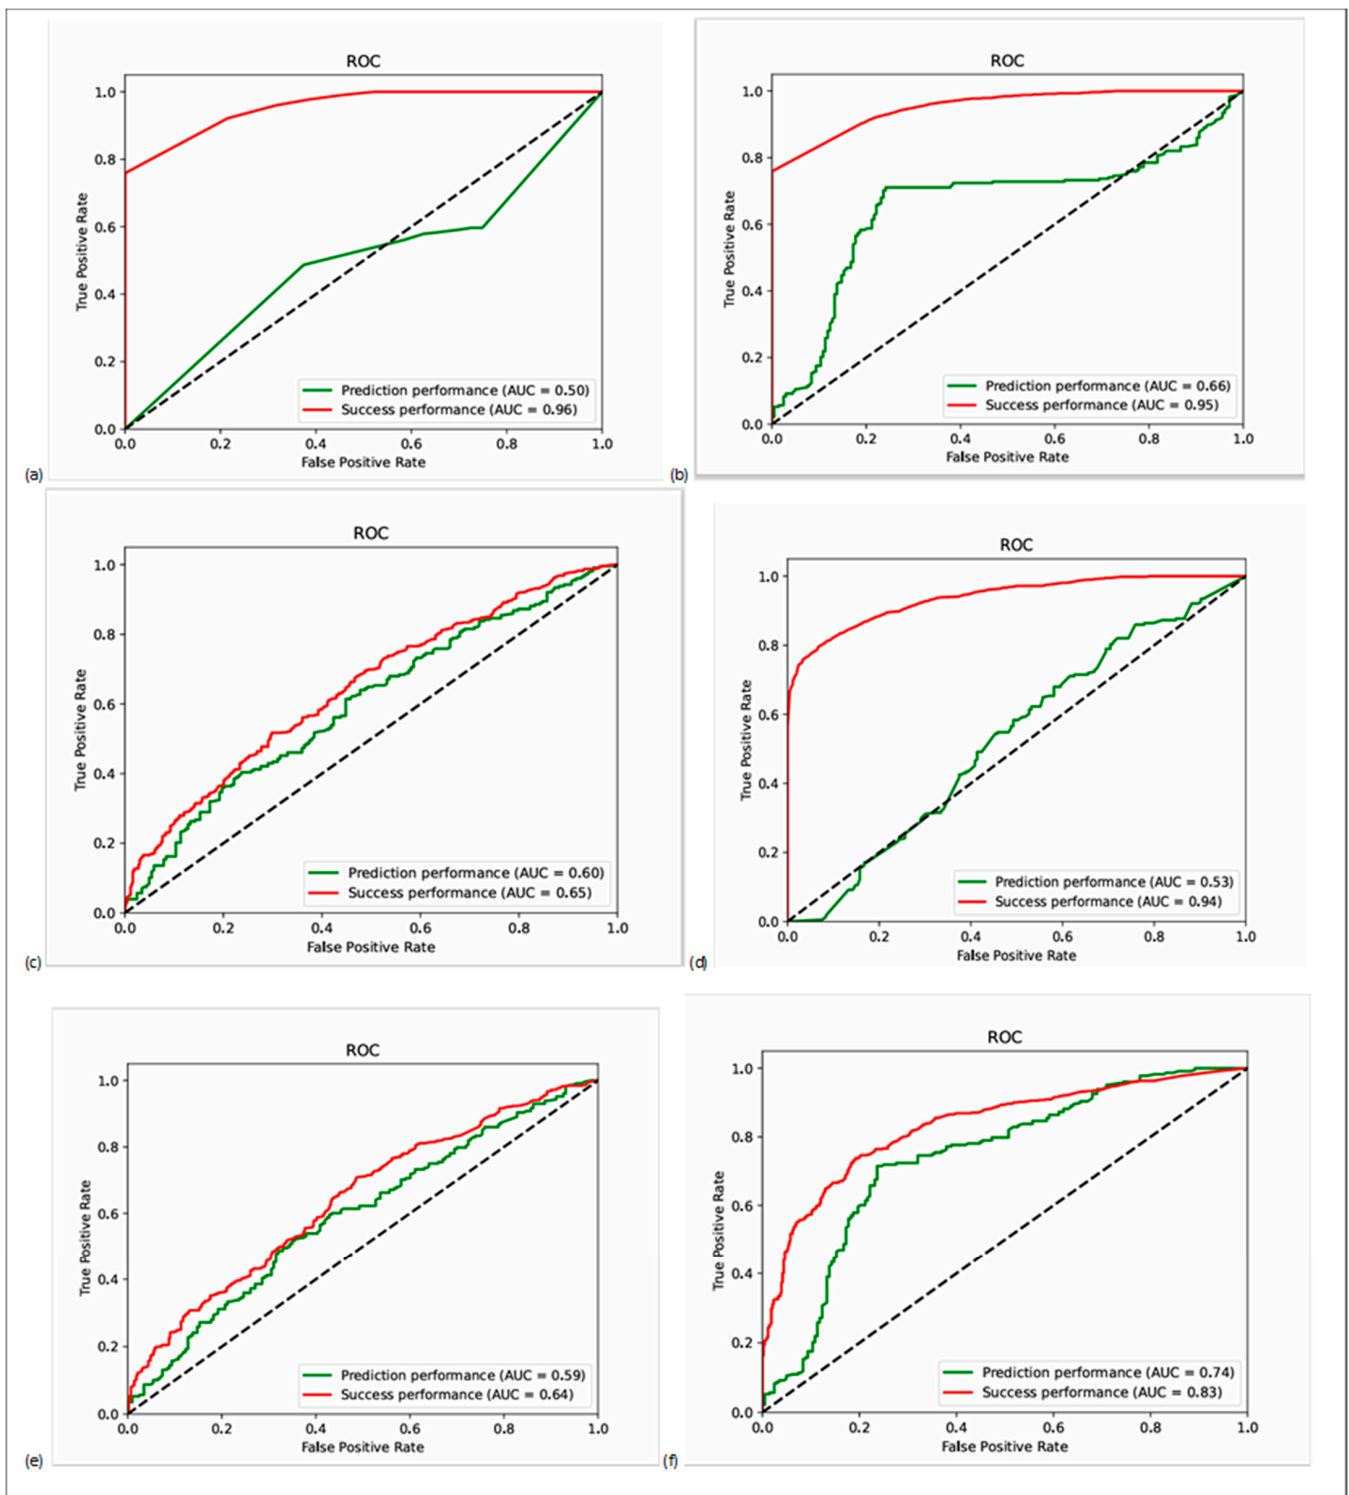 ROC
1.0
0.8
0.6
0.4
0.2
0.0
True Positive Rate
Prediction performance (AUC = 0.50)
Success performance (AUC = 0.96)
0.0 0.2 0.4 0.6 0.8 1.0
False Positive Rate
(a)
ROC
1.0
0.8
0.6
0.4
0.2
0.0
True Positive Rate
Prediction performance (AUC = 0.66)
Success performance (AUC = 0.95)
0.0 0.2 0.4 0.6 0.8 1.0
False Positive Rate
(b)
ROC
1.0
0.8
0.6
0.4
0.2
0.0
True Positive Rate
Prediction performance (AUC = 0.60)
Success performance (AUC = 0.65)
0.0 0.2 0.4 0.6 0.8 1.0
False Positive Rate
(c)
ROC
1.0
0.8
0.6
0.4
0.2
0.0
True Positive Rate
Prediction performance (AUC = 0.53)
Success performance (AUC = 0.94)
0.0 0.2 0.4 0.6 0.8 1.0
False Positive Rate
(d)
ROC
1.0
0.8
0.6
0.4
0.2
0.0
True Positive Rate
Prediction performance (AUC = 0.59)
Success performance (AUC = 0.64)
0.0 0.2 0.4 0.6 0.8 1.0
False Positive Rate
(e)
ROC
1.0
0.8
0.6
0.4
0.2
0.0
True Positive Rate
Prediction performance (AUC = 0.74)
Success performance (AUC = 0.83)
0.0 0.2 0.4 0.6 0.8 1.0
False Positive Rate
(f)